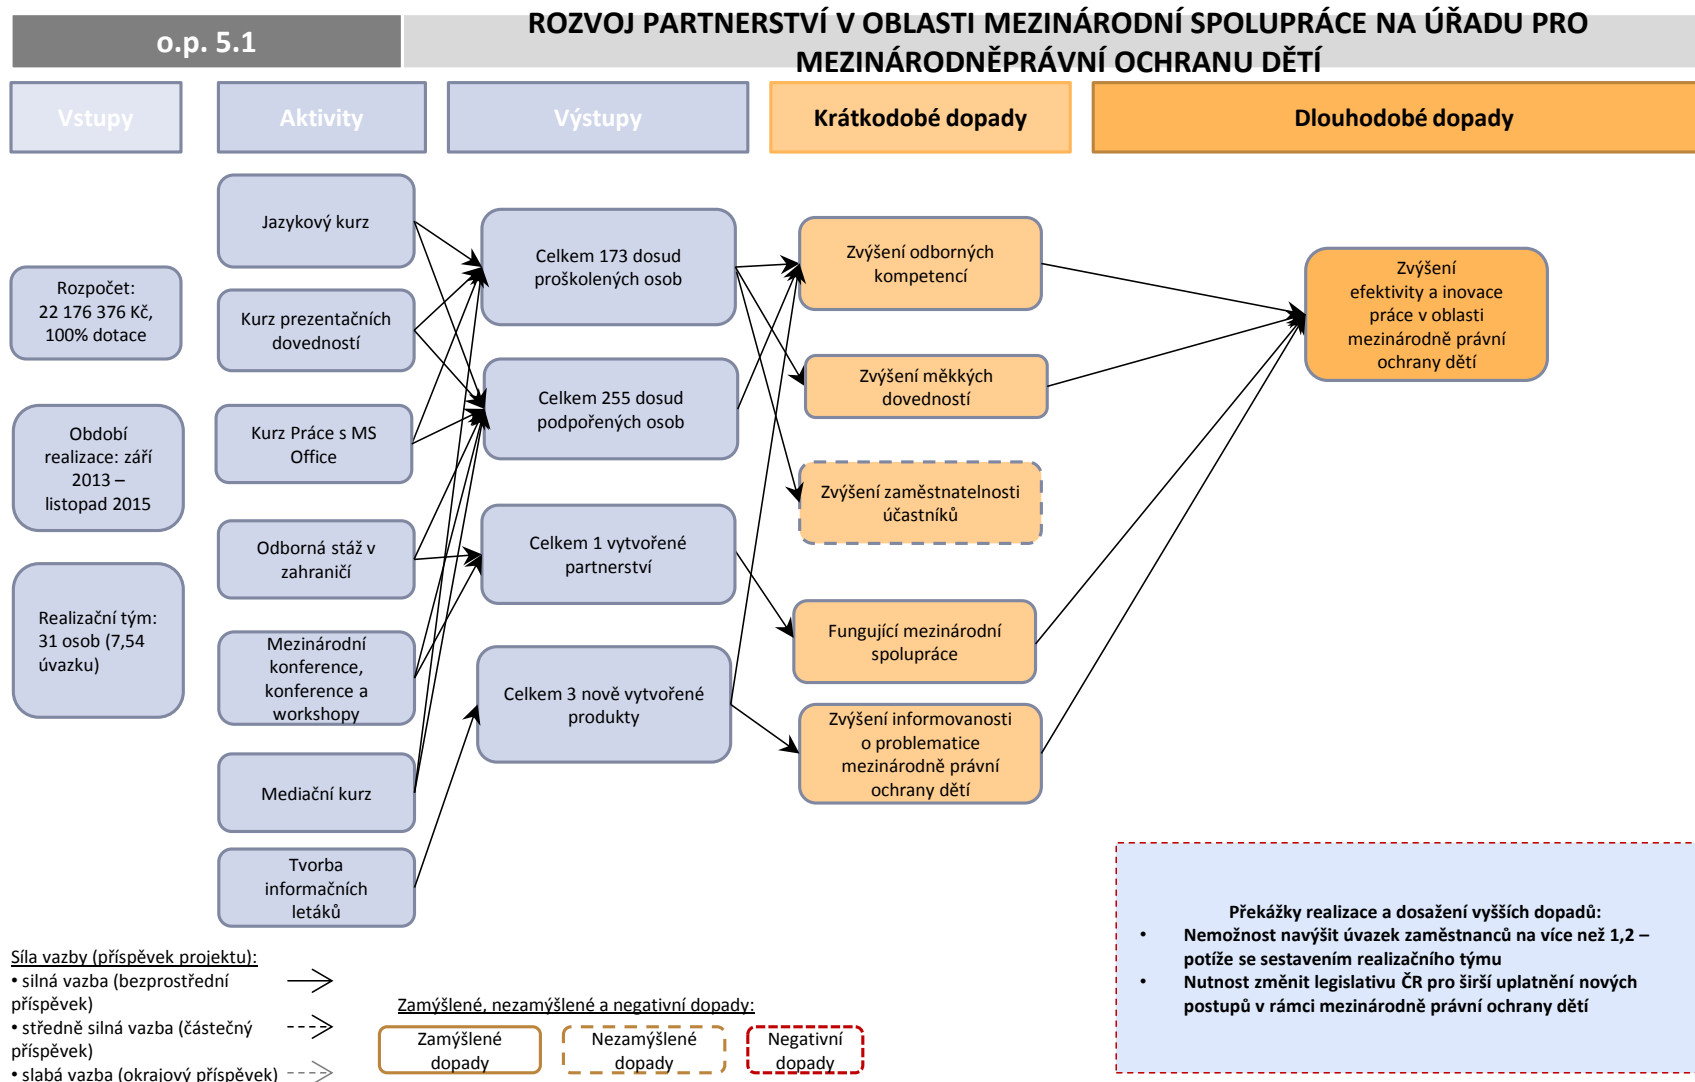 o.p. 5.1
ROZVOJ PARTNERSTVÍ V OBLASTI MEZINÁRODNÍ SPOLUPRÁCE NA ÚŘADU PRO
MEZINÁRODNĚPRÁVNÍ OCHRANU DĚTÍ
Vstupy
Aktivity
Výstupy
Krátkodobé dopady
Dlouhodobé dopady
Rozpočet:
22 176 376 Kč,
100% dotace
Období
realizace: září
2013 –
listopad 2015
Realizační tým:
31 osob (7,54
úvazku)
Jazykový kurz
Kurz prezentačních
dovedností
Kurz Práce s MS
Office
Odborná stáž v
zahraničí
Mezinárodní
konference,
konference a
workshopy
Mediační kurz
Tvorba
informačních
letáků
Celkem 173 dosud
proškolených osob
Celkem 255 dosud
podpořených osob
Celkem 1 vytvořené
partnerství
Celkem 3 nově vytvořené
produkty
Zvýšení odborných
kompetencí
Zvýšení měkkých
dovedností
Zvýšení zaměstnatelnosti
účastníků
Fungující mezinárodní
spolupráce
Zvýšení informovanosti
o problematice
mezinárodně právní
ochrany dětí
Zvýšení
efektivity a inovace
práce v oblasti
mezinárodně právní
ochrany dětí
Překážky realizace a dosažení vyšších dopadů:
• Nemožnost navýšit úvazek zaměstnanců na více než 1,2 –
potíže se sestavením realizačního týmu
• Nutnost změnit legislativu ČR pro širší uplatnění nových
postupů v rámci mezinárodně právní ochrany dětí
Síla vazby (příspěvek projektu):
• silná vazba (bezprostřední
příspěvek)
• středně silná vazba (částečný
příspěvek)
• slabá vazba (okrajový příspěvek)
Zamýšlené, nezamýšlené a negativní dopady:
Zamýšlené
dopady
Nezamýšlené
dopady
Negativní
dopady